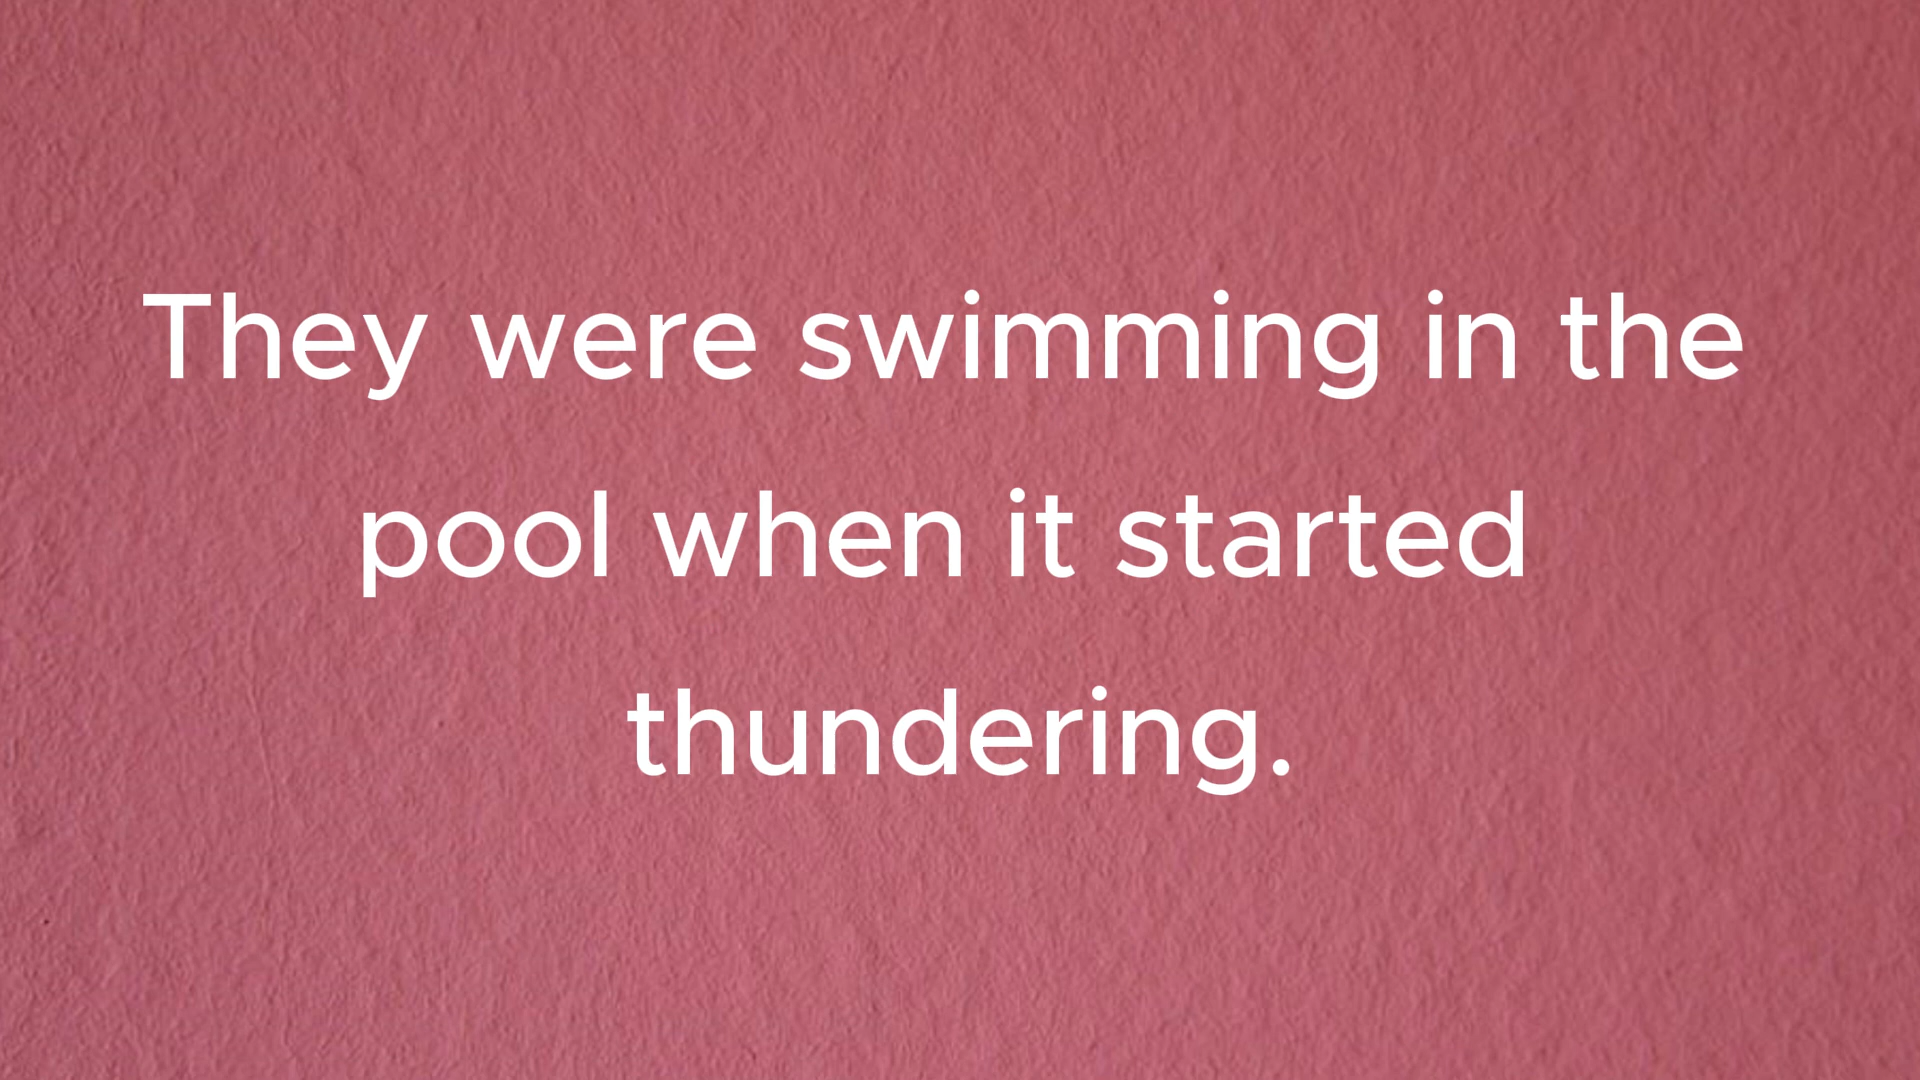 They were swimming in the
pool when it started
thundering.